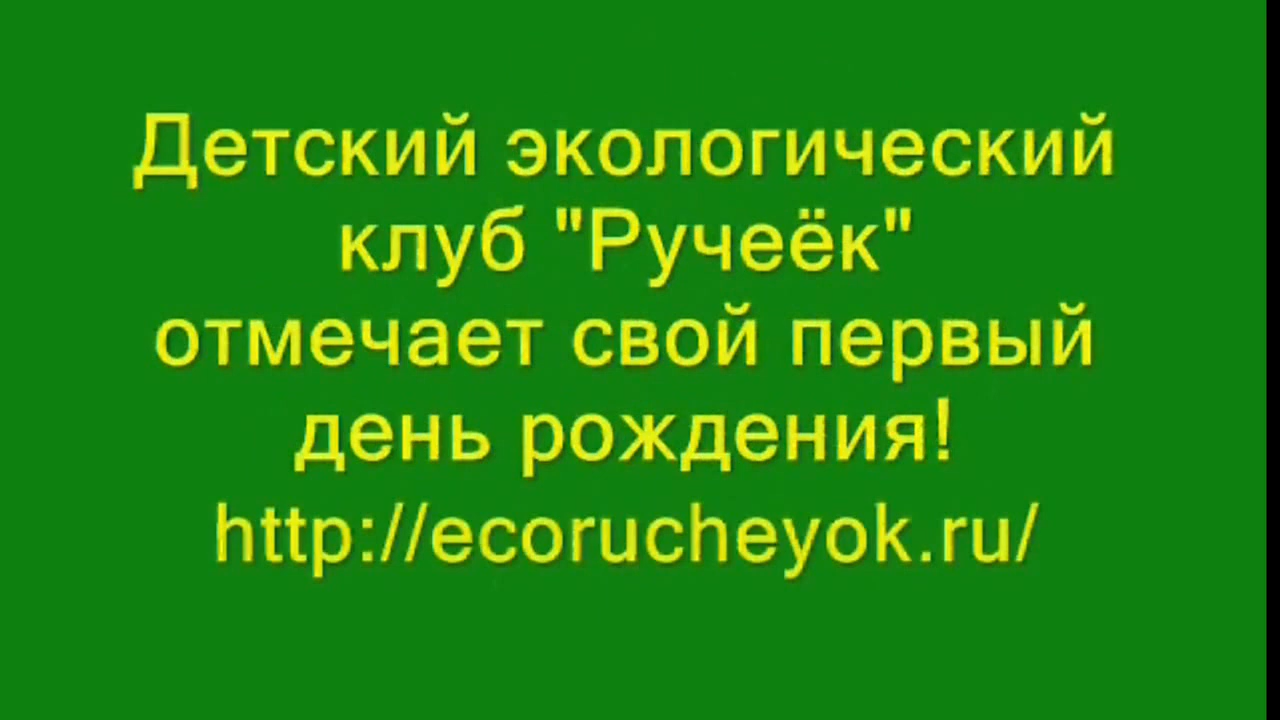 Детский экологический
клуб "Ручеёк"
отмечает свой первый
день рождения!
http://ecorucheyok.ru/